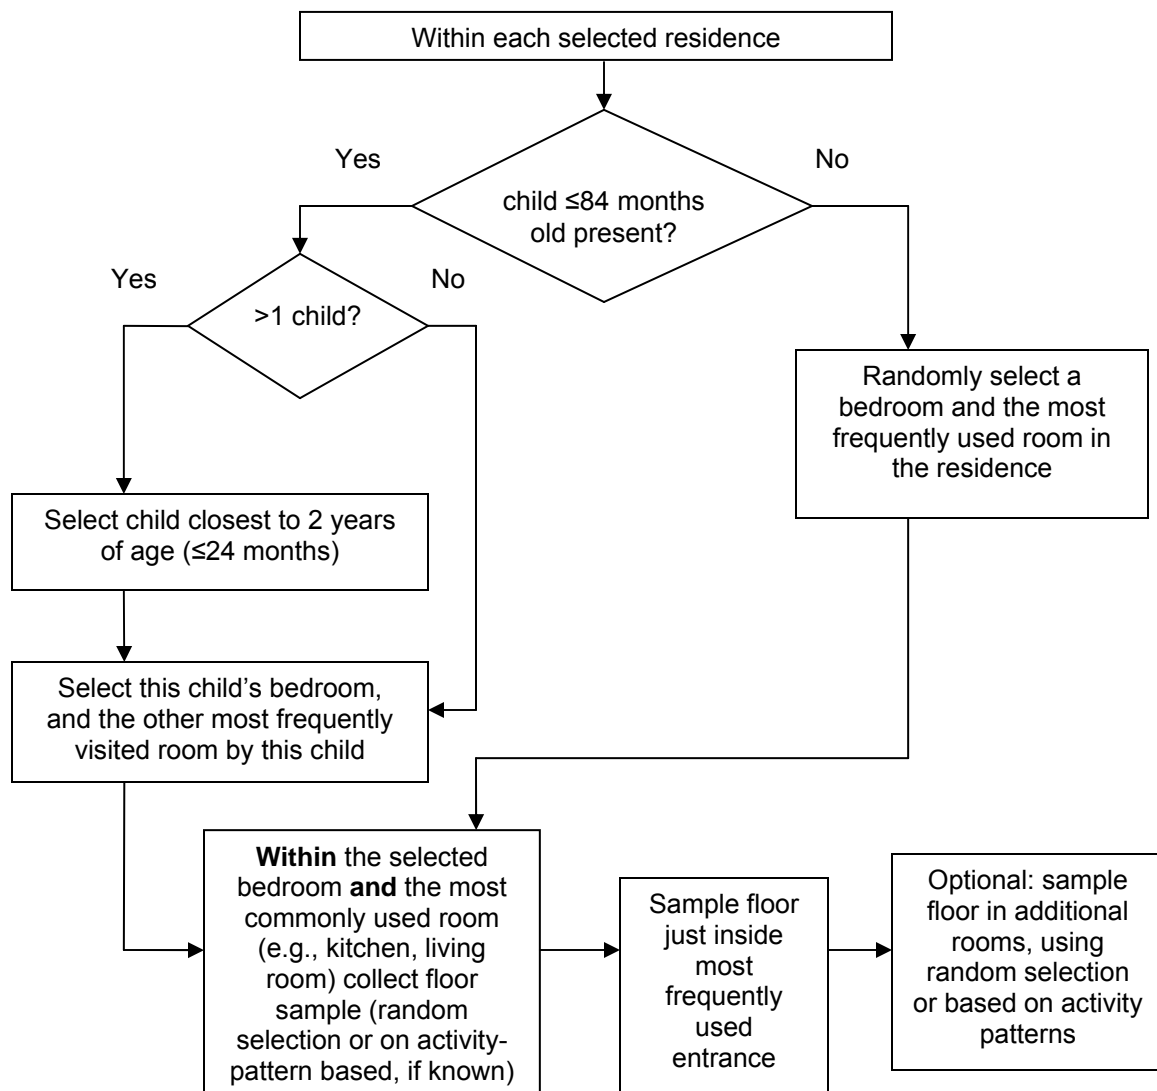 Within each selected residence
Yes
No
child ≤84 months
old present?
Yes
No
>1 child?
Randomly select a
bedroom and the most
frequently used room in
the residence
Select child closest to 2 years
of age (≤24 months)
Select this child’s bedroom,
and the other most frequently
visited room by this child
Within the selected
bedroom and the most
commonly used room
(e.g., kitchen, living
room) collect floor
sample (random
selection or on activity-
pattern based, if known)
Sample floor
just inside
most
frequently
used
entrance
Optional: sample
floor in additional
rooms, using
random selection
or based on activity
patterns